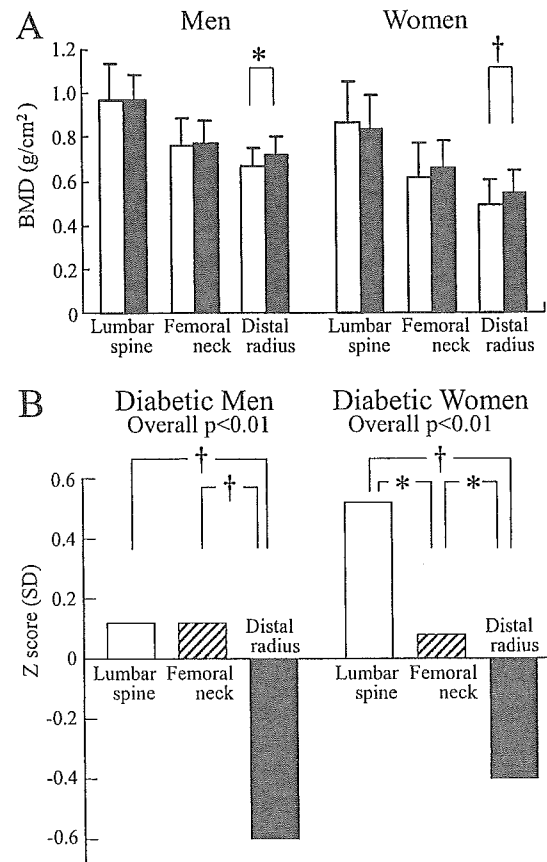 A
Men
Women
*
†
BMD (g/cm²)
1.2
1.0
0.8
0.6
0.4
0.2
0
Lumbar spine
Femoral neck
Distal radius
Lumbar spine
Femoral neck
Distal radius
B
Diabetic Men
Overall p<0.01
Diabetic Women
Overall p<0.01
†
†
†
*
*
Z score (SD)
0.6
0.4
0.2
0
-0.2
-0.4
-0.6
Lumbar spine
Femoral neck
Distal radius
Lumbar spine
Femoral neck
Distal radius